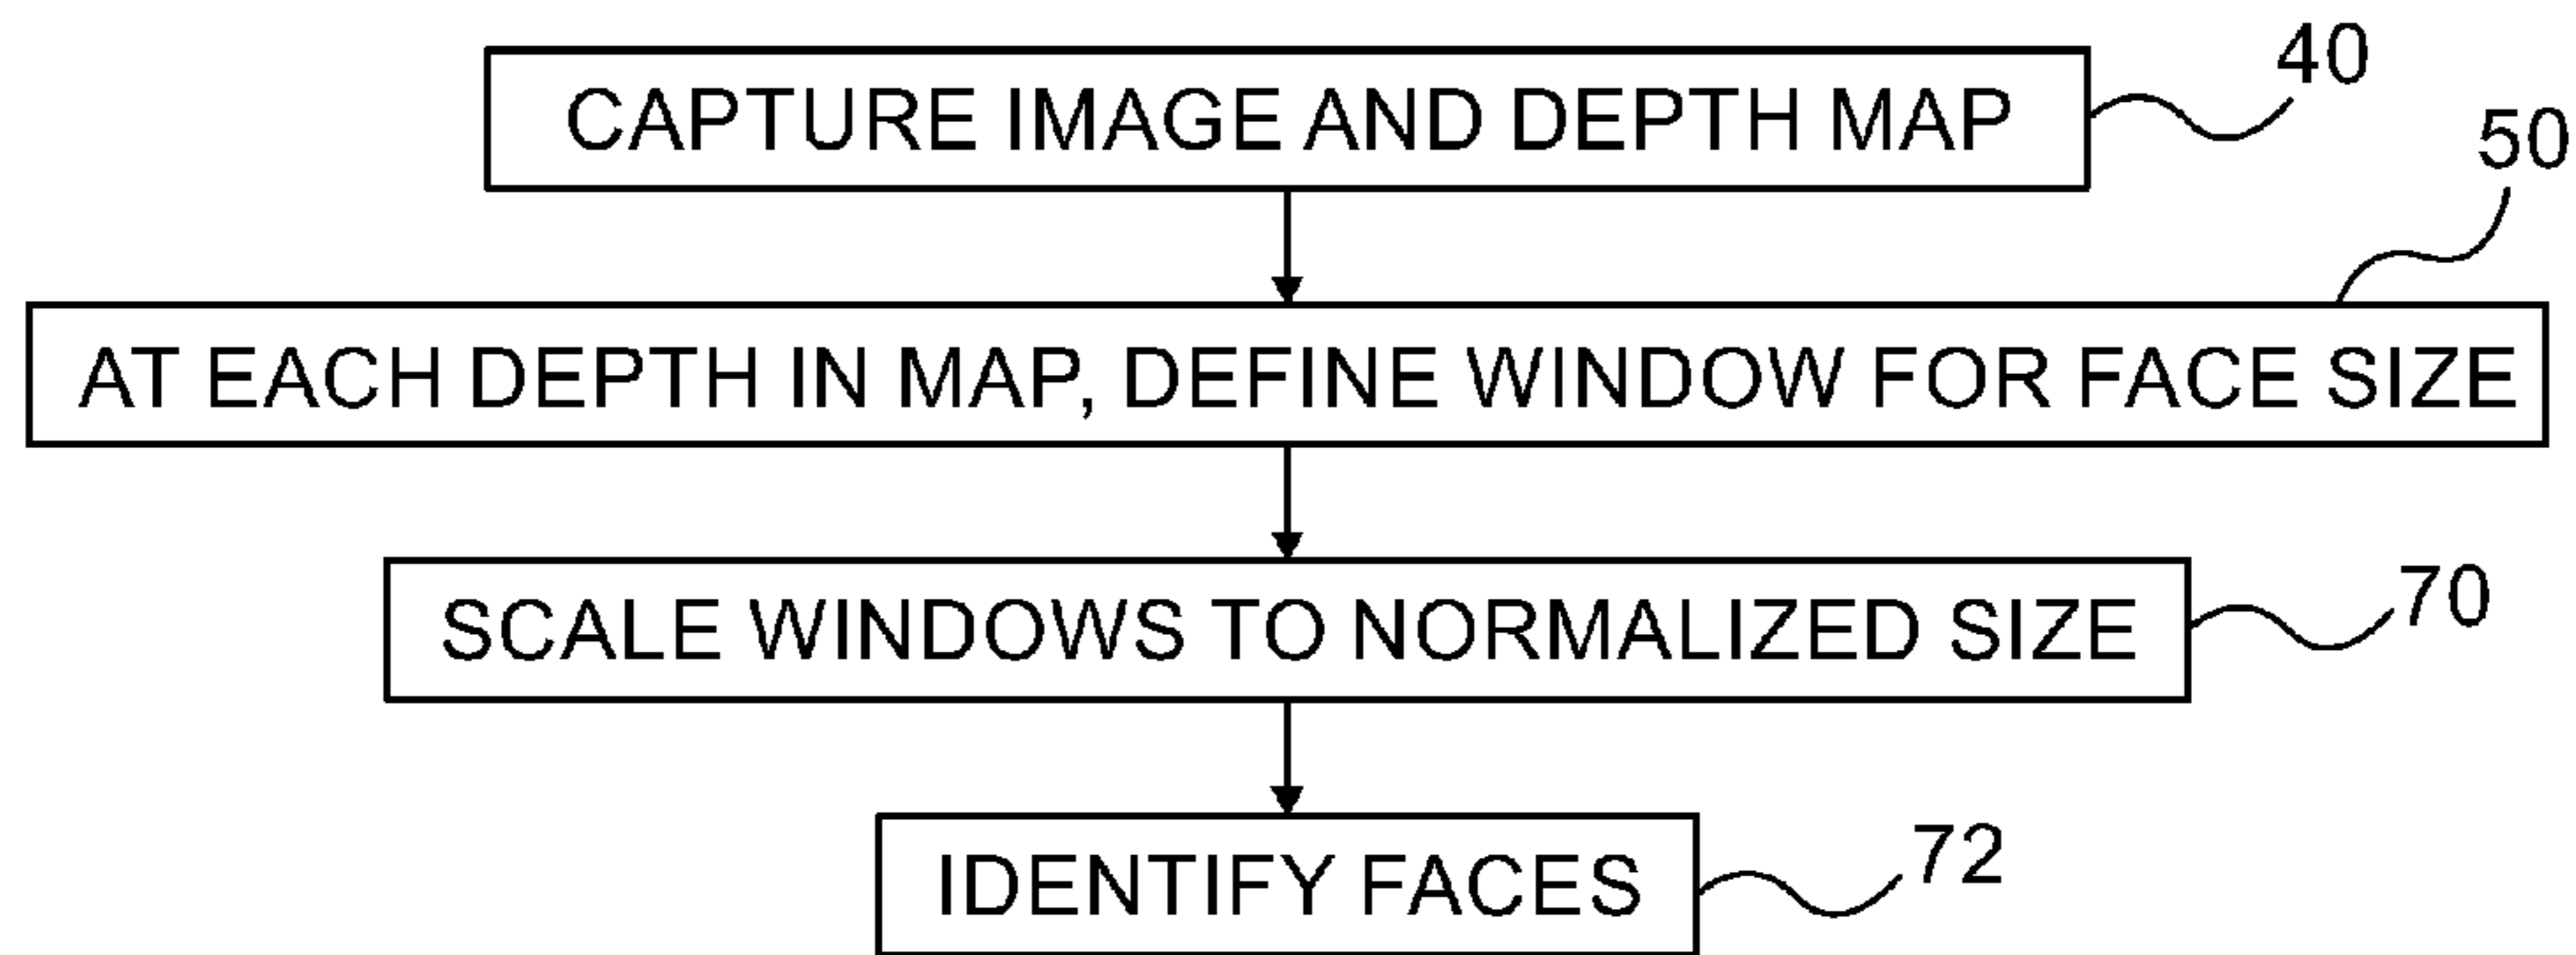 CAPTURE IMAGE AND DEPTH MAP
40
50
AT EACH DEPTH IN MAP, DEFINE WINDOW FOR FACE SIZE
SCALE WINDOWS TO NORMALIZED SIZE
70
IDENTIFY FACES
72